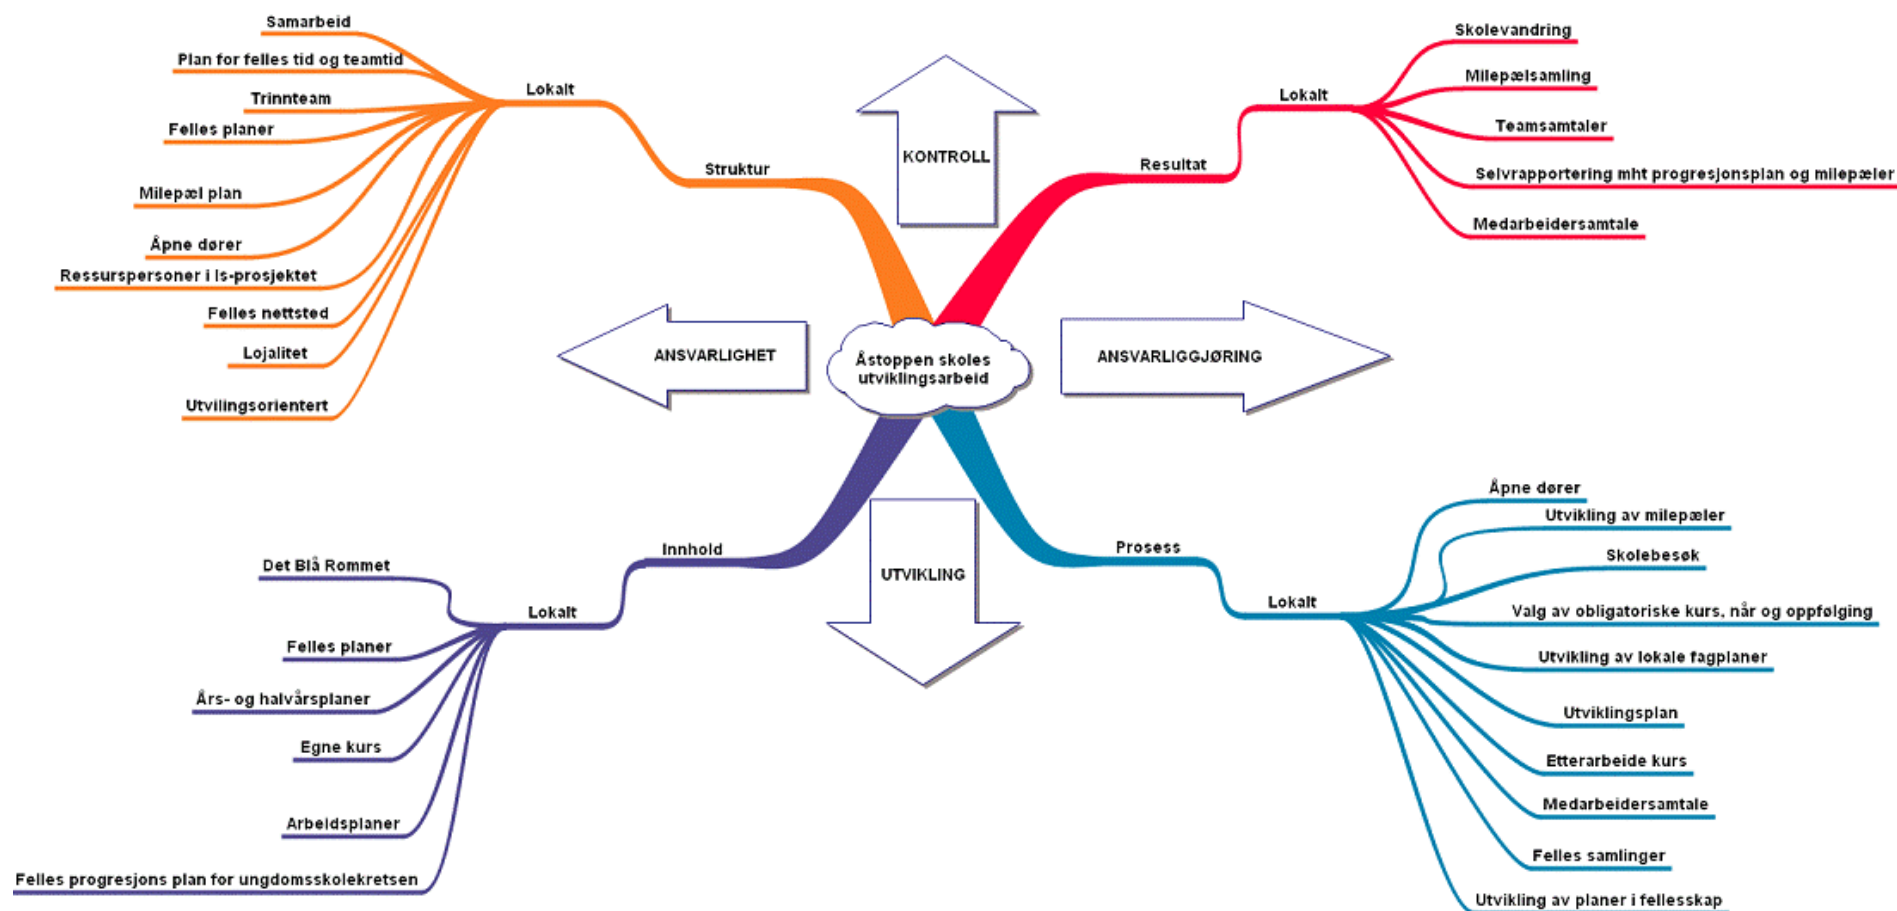 Samarbeid
Plan for felles tid og teamtid
Trinnteam
Felles planer
Milepæl plan
Åpne dører
Ressurspersoner i ls-prosjektet
Felles nettsted
Lojalitet
Utvilingsorientert
Lokalt
Struktur
KONTROLL
Resultat
Lokalt
Skolevandring
Milepælsamling
Teamsamtaler
Selvrapportering mht progresjonsplan og milepæler
Medarbeidersamtale
ANSVARLIGHET
Åstoppen skoles
utviklingsarbeid
ANSVARLIGGJØRING
Innhold
Lokalt
Det Blå Rommet
Felles planer
Års- og halvårsplaner
Egne kurs
Arbeidsplaner
Felles progresjons plan for ungdomsskolekretsen
UTVIKLING
Prosess
Lokalt
Åpne dører
Utvikling av milepæler
Skolebesøk
Valg av obligatoriske kurs, når og oppfølging
Utvikling av lokale fagplaner
Utviklingsplan
Etterarbeide kurs
Medarbeidersamtale
Felles samlinger
Utvikling av planer i fellesskap